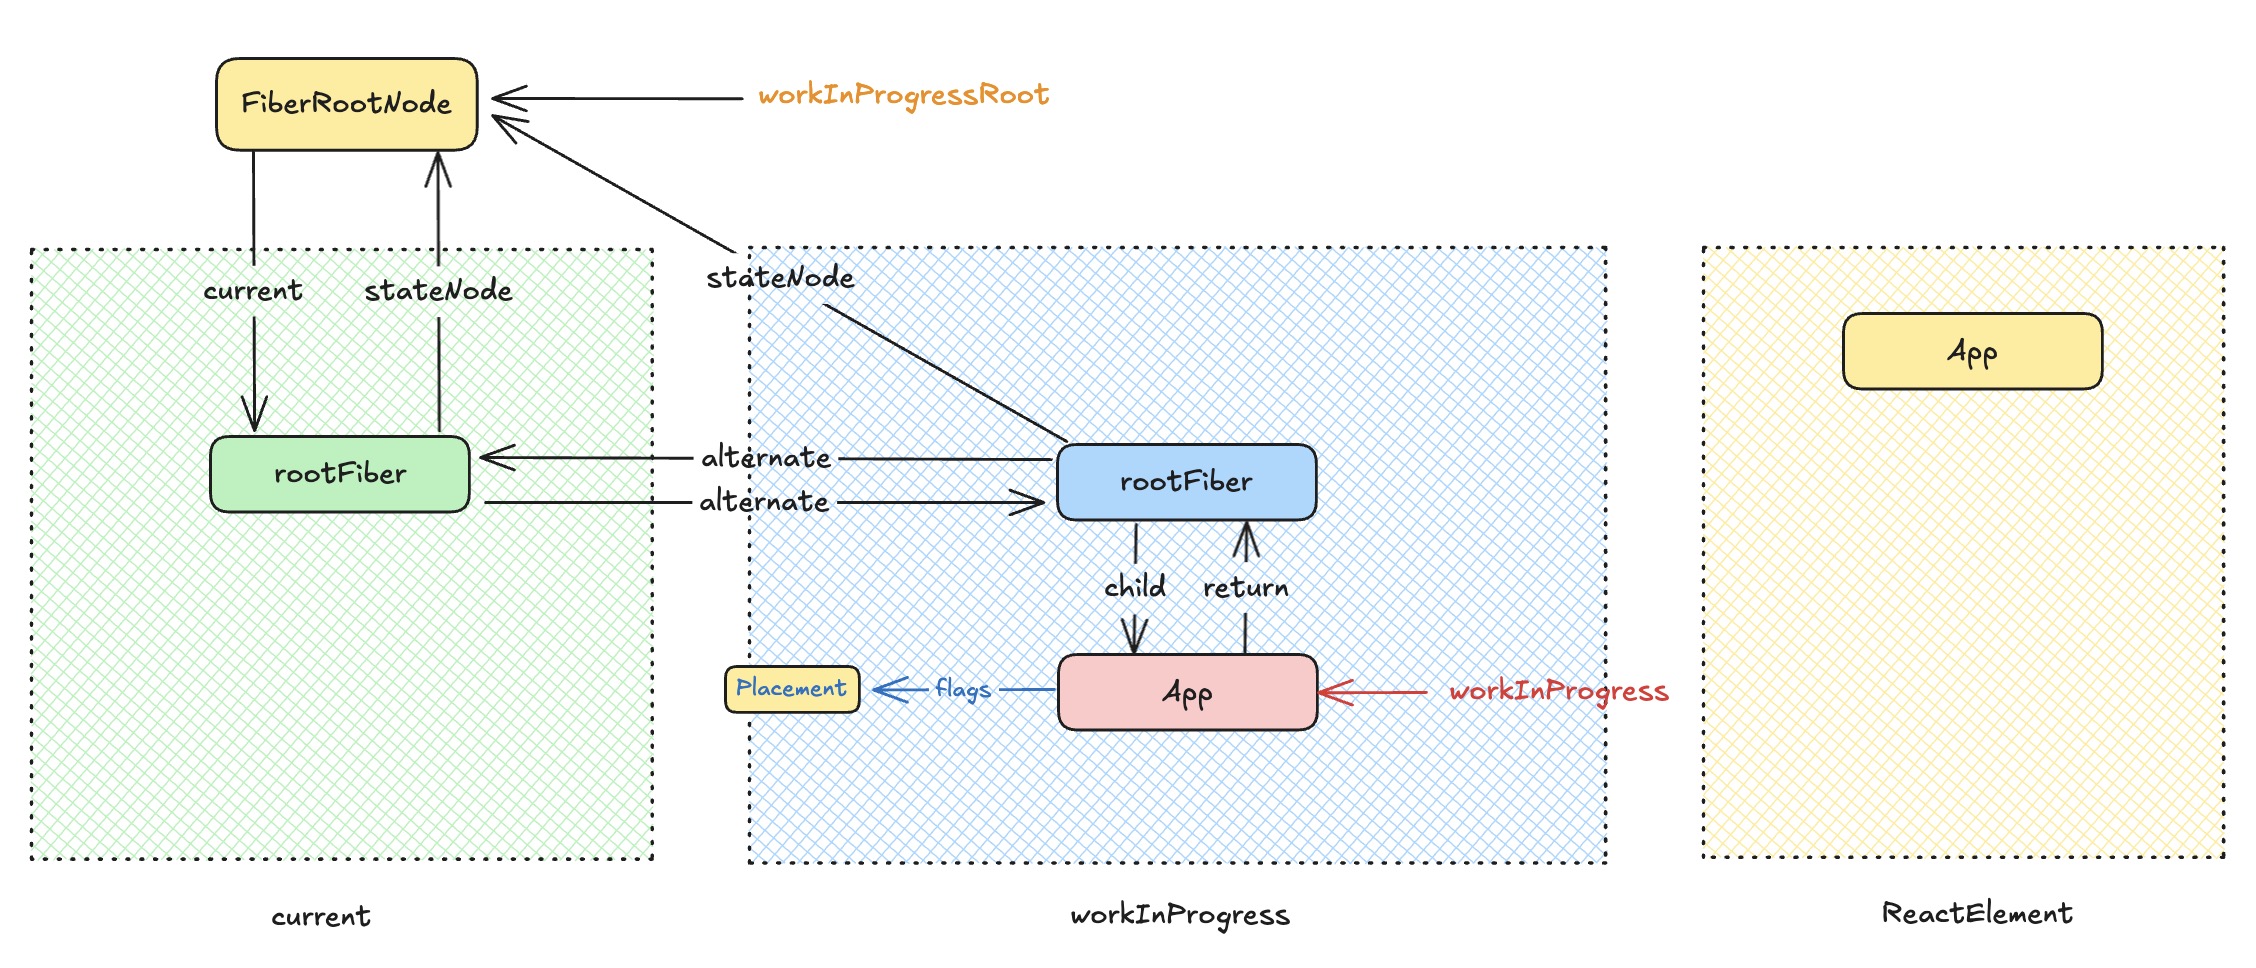 FiberRootNode
workInProgressRoot
current
stateNode
stateNode
App
alternate
rootFiber
rootFiber
alternate
child
return
Placement
flags
App
workInProgress
current
workInProgress
ReactElement